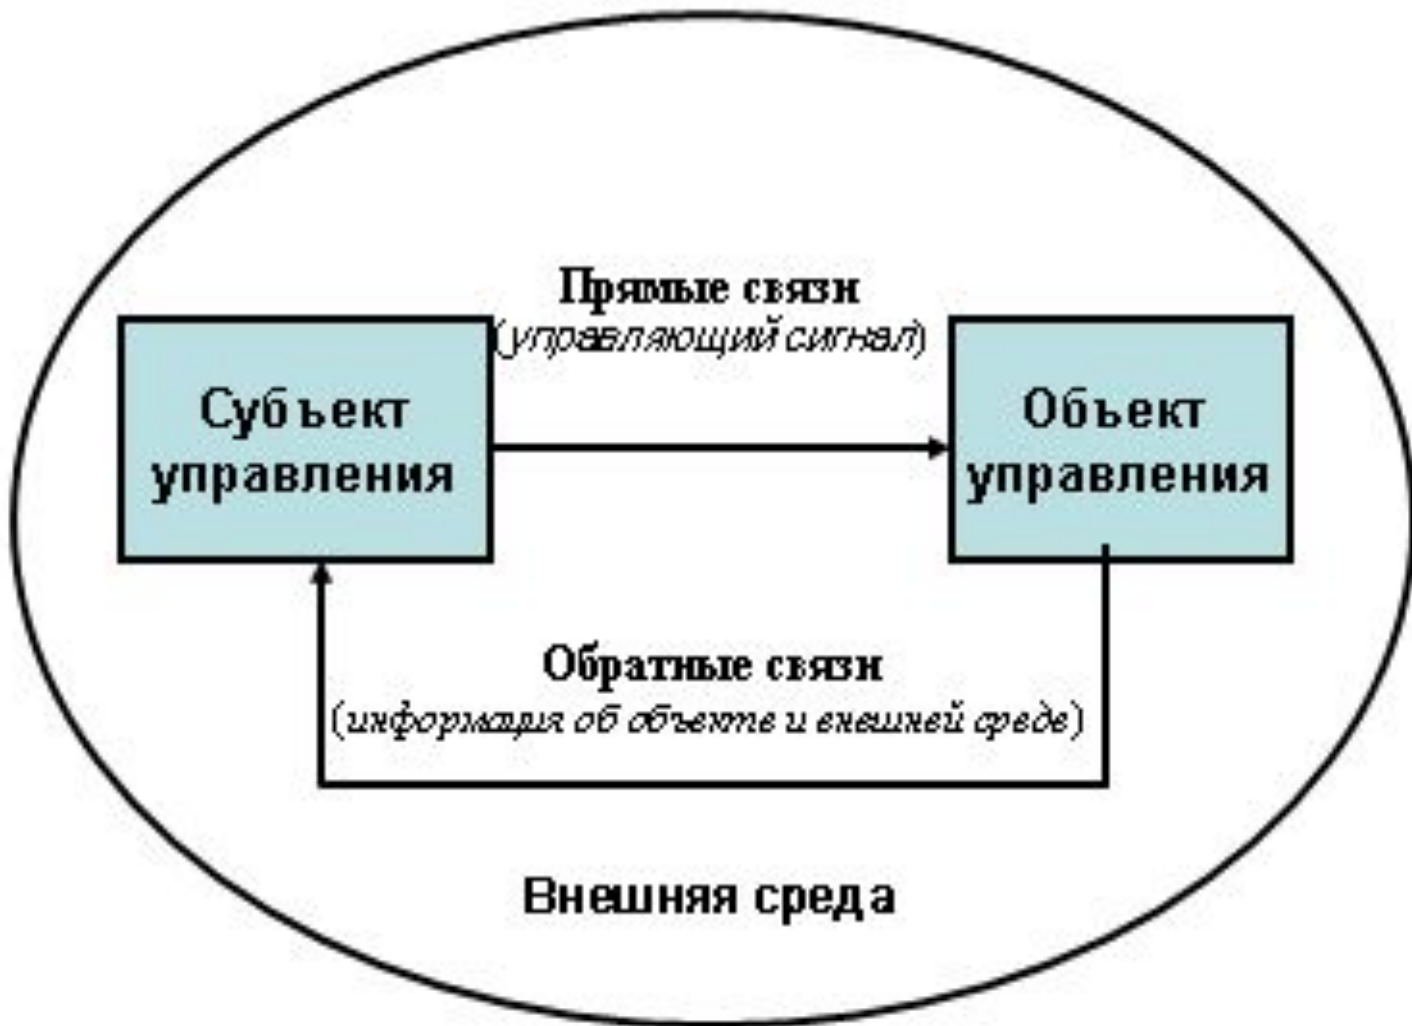 Прямые связи
(управляющий сигнал)
Субъект
управления
Объект
управления
Обратные связи
(информация об объекте и внешней среде)
Внешняя среда